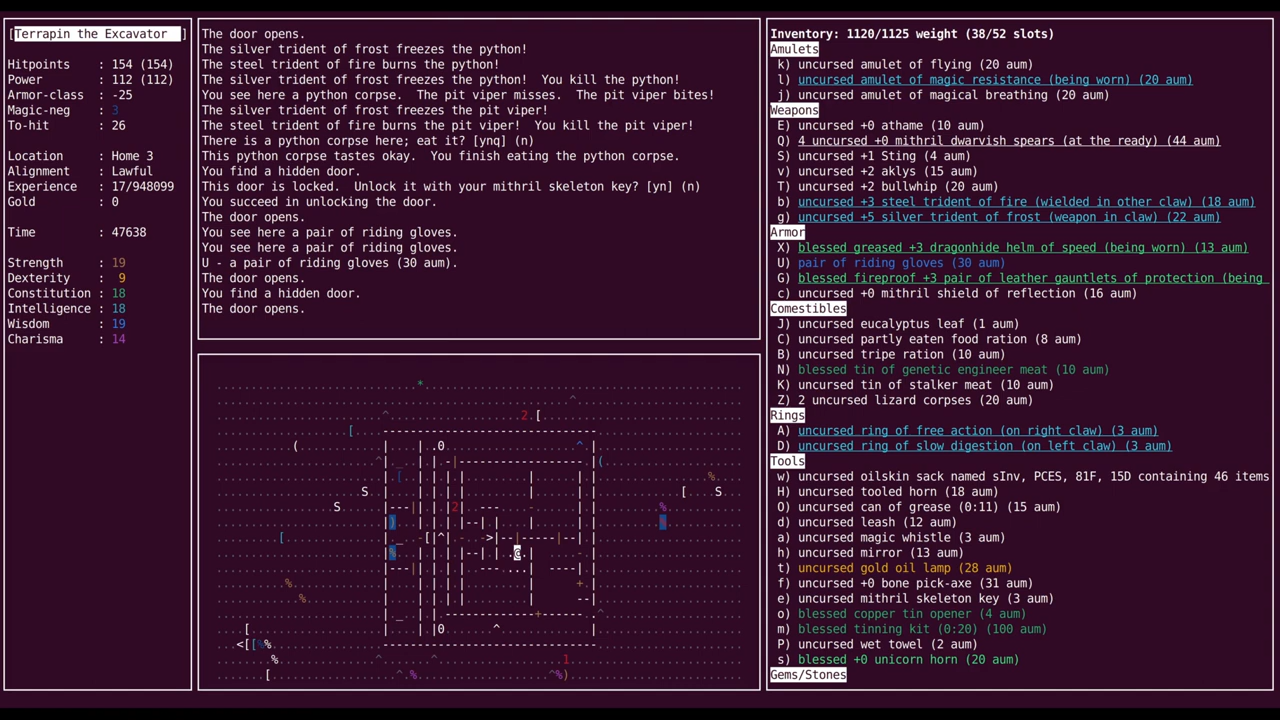 [Terrapin the Excavator ]
Hitpoints : 154 (154)
Power : 112 (112)
Armor-class : -25
Magic-neg : 3
To-hit : 26
Location : Home 3
Alignment : Lawful
Experience : 17/948099
Gold : 0
Time : 47638
Strength : 19
Dexterity : 9
Constitution : 18
Intelligence : 18
Wisdom : 19
Charisma : 14
The door opens.
The silver trident of frost freezes the python!
The steel trident of fire burns the python!
The silver trident of frost freezes the python! You kill the python!
You see here a python corpse. The pit viper misses. The pit viper bites!
The silver trident of frost freezes the pit viper!
The steel trident of fire burns the pit viper! You kill the pit viper!
There is a python corpse here; eat it? [ynq] (n)
This python corpse tastes okay. You finish eating the python corpse.
You find a hidden door.
This door is locked. Unlock it with your mithril skeleton key? [yn] (n)
You succeed in unlocking the door.
The door opens.
You see here a pair of riding gloves.
You see here a pair of riding gloves.
U - a pair of riding gloves (30 aum).
The door opens.
You find a hidden door.
The door opens.
Inventory: 1120/1125 weight (38/52 slots)
Amulets
k) uncursed amulet of flying (20 aum)
l) uncursed amulet of magic resistance (being worn) (20 aum)
j) uncursed amulet of magical breathing (20 aum)
Weapons
E) uncursed +0 athame (10 aum)
Q) 4 uncursed +0 mithril dwarvish spears (at the ready) (44 aum)
S) uncursed +1 Sting (4 aum)
v) uncursed +2 aklys (15 aum)
T) uncursed +2 bullwhip (20 aum)
b) uncursed +3 steel trident of fire (wielded in other claw) (18 aum)
g) uncursed +5 silver trident of frost (weapon in claw) (22 aum)
Armor
X) blessed greased +3 dragonhide helm of speed (being worn) (13 aum)
U) pair of riding gloves (30 aum)
G) blessed fireproof +3 pair of leather gauntlets of protection (being
c) uncursed +0 mithril shield of reflection (16 aum)
Comestibles
J) uncursed eucalyptus leaf (1 aum)
C) uncursed partly eaten food ration (8 aum)
B) uncursed tripe ration (10 aum)
N) blessed tin of genetic engineer meat (10 aum)
K) uncursed tin of stalker meat (10 aum)
Z) 2 uncursed lizard corpses (20 aum)
Rings
A) uncursed ring of free action (on right claw) (3 aum)
D) uncursed ring of slow digestion (on left claw) (3 aum)
Tools
w) uncursed oilskin sack named sInv, PCES, 81F, 15D containing 46 items
H) uncursed tooled horn (18 aum)
O) uncursed can of grease (0:11) (15 aum)
d) uncursed leash (12 aum)
a) uncursed magic whistle (3 aum)
h) uncursed mirror (13 aum)
t) uncursed gold oil lamp (28 aum)
f) uncursed +0 bone pick-axe (31 aum)
e) uncursed mithril skeleton key (3 aum)
o) blessed copper tin opener (4 aum)
m) blessed tinning kit (0:20) (100 aum)
P) uncursed wet towel (2 aum)
s) blessed +0 unicorn horn (20 aum)
Gems/Stones